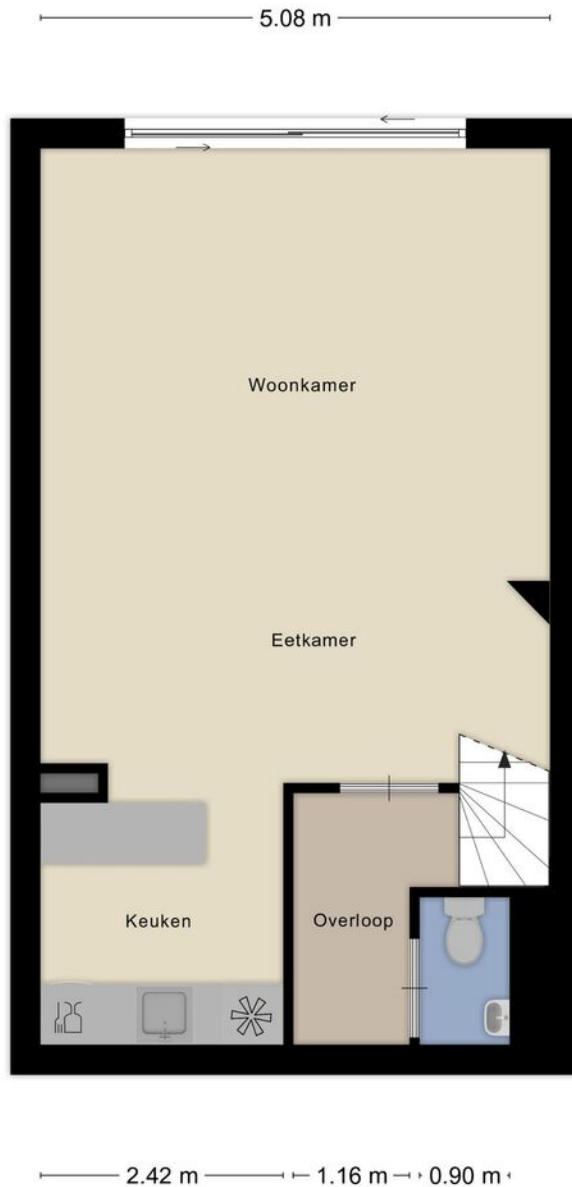 5.08 m
Woonkamer
Eetkamer
Keuken
Overloop
2.42 m 1.16 m 0.90 m